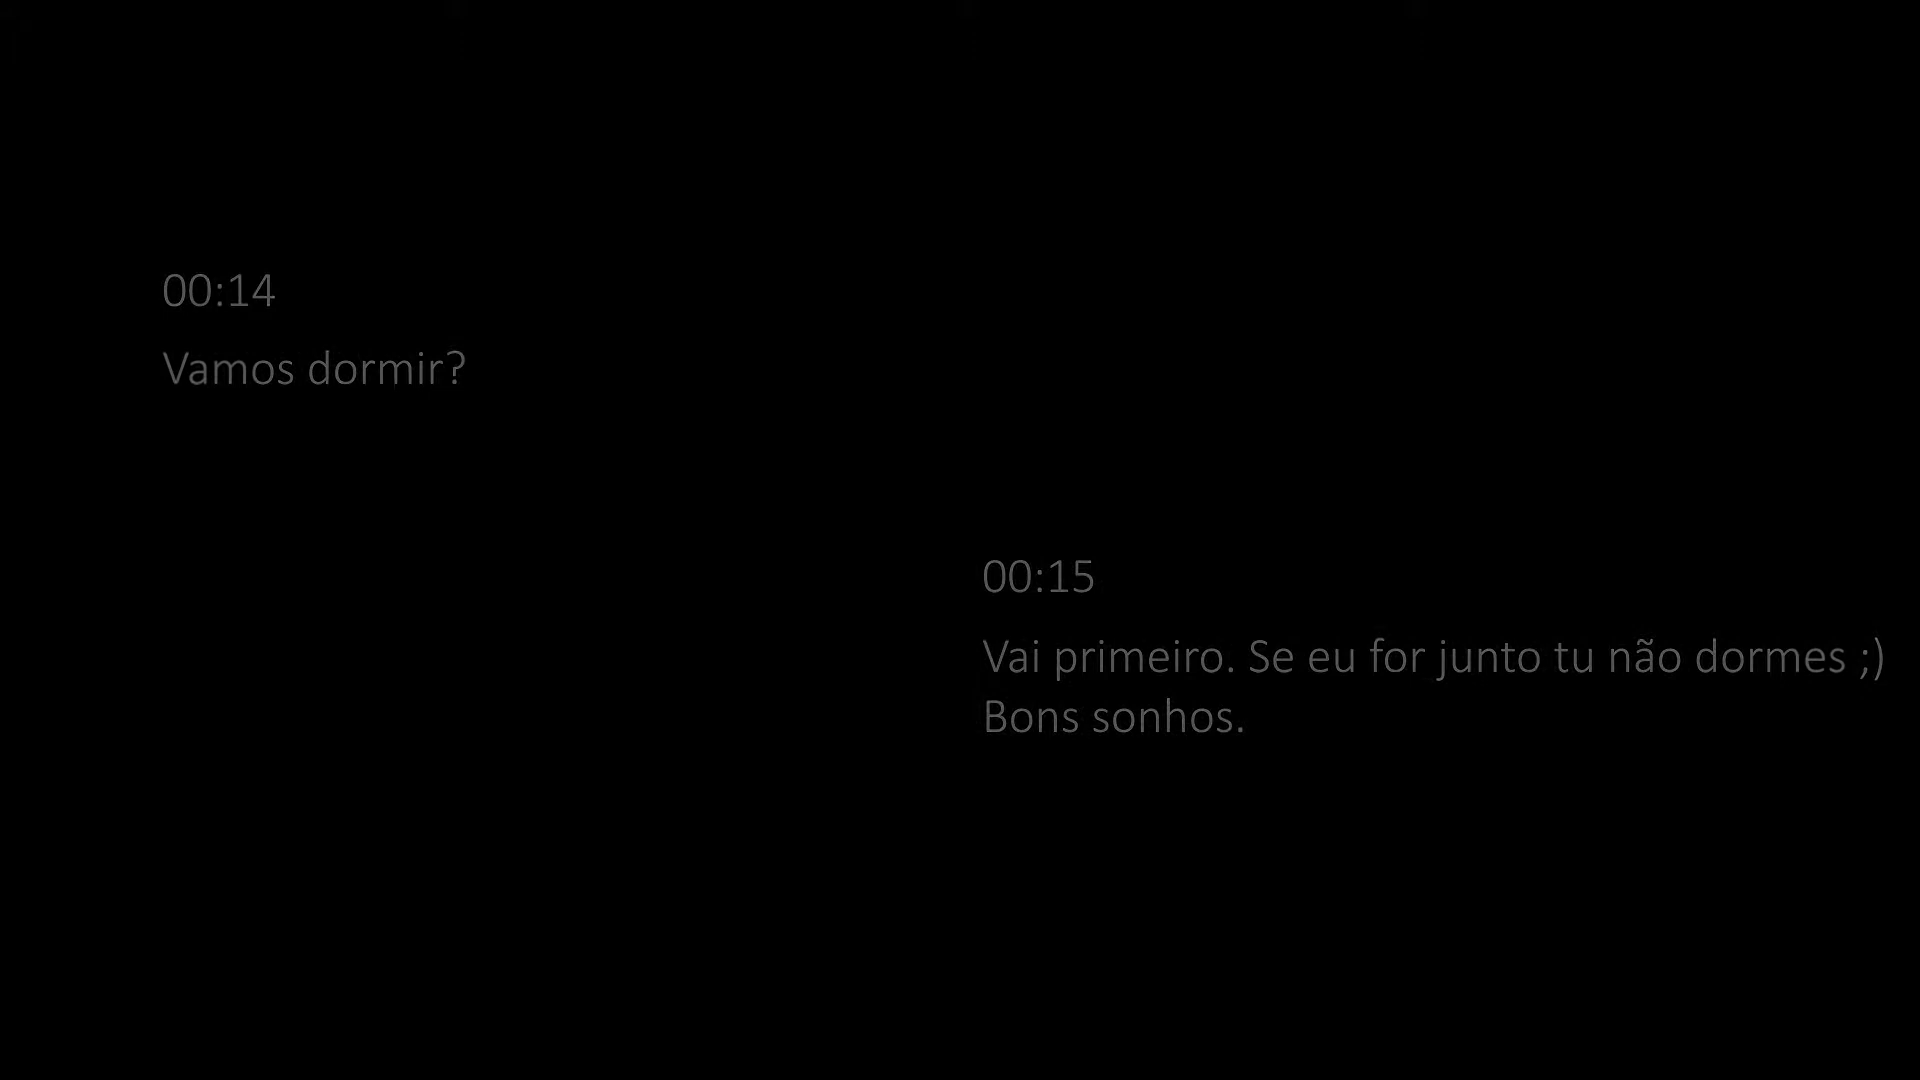 00:14
Vamos dormir?
00:15
Vai primeiro. Se eu for junto tu não dormes ;)
Bons sonhos.